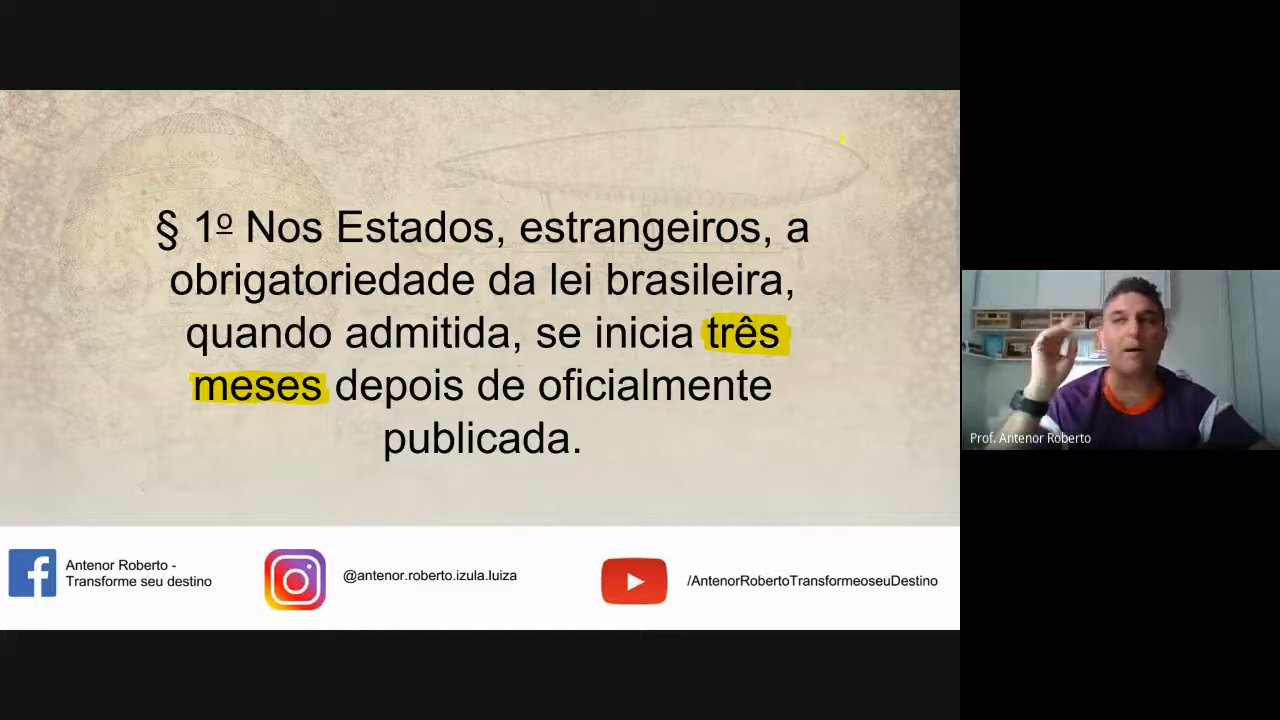 § 1º Nos Estados, estrangeiros, a
obrigatoriedade da lei brasileira,
quando admitida, se inicia três
meses depois de oficialmente
publicada.
Antenor Roberto -
Transforme seu destino
@antenor.roberto.izula.luiza
/AntenorRobertoTransformeoseuDestino
Prof. Antenor Roberto